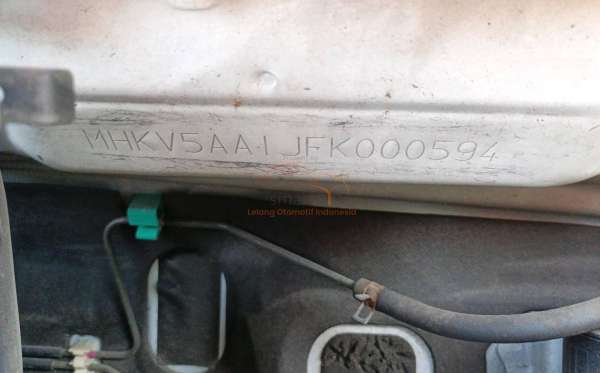 MHKV5AA1JFK000594
Lelang Otomotif Indonesia